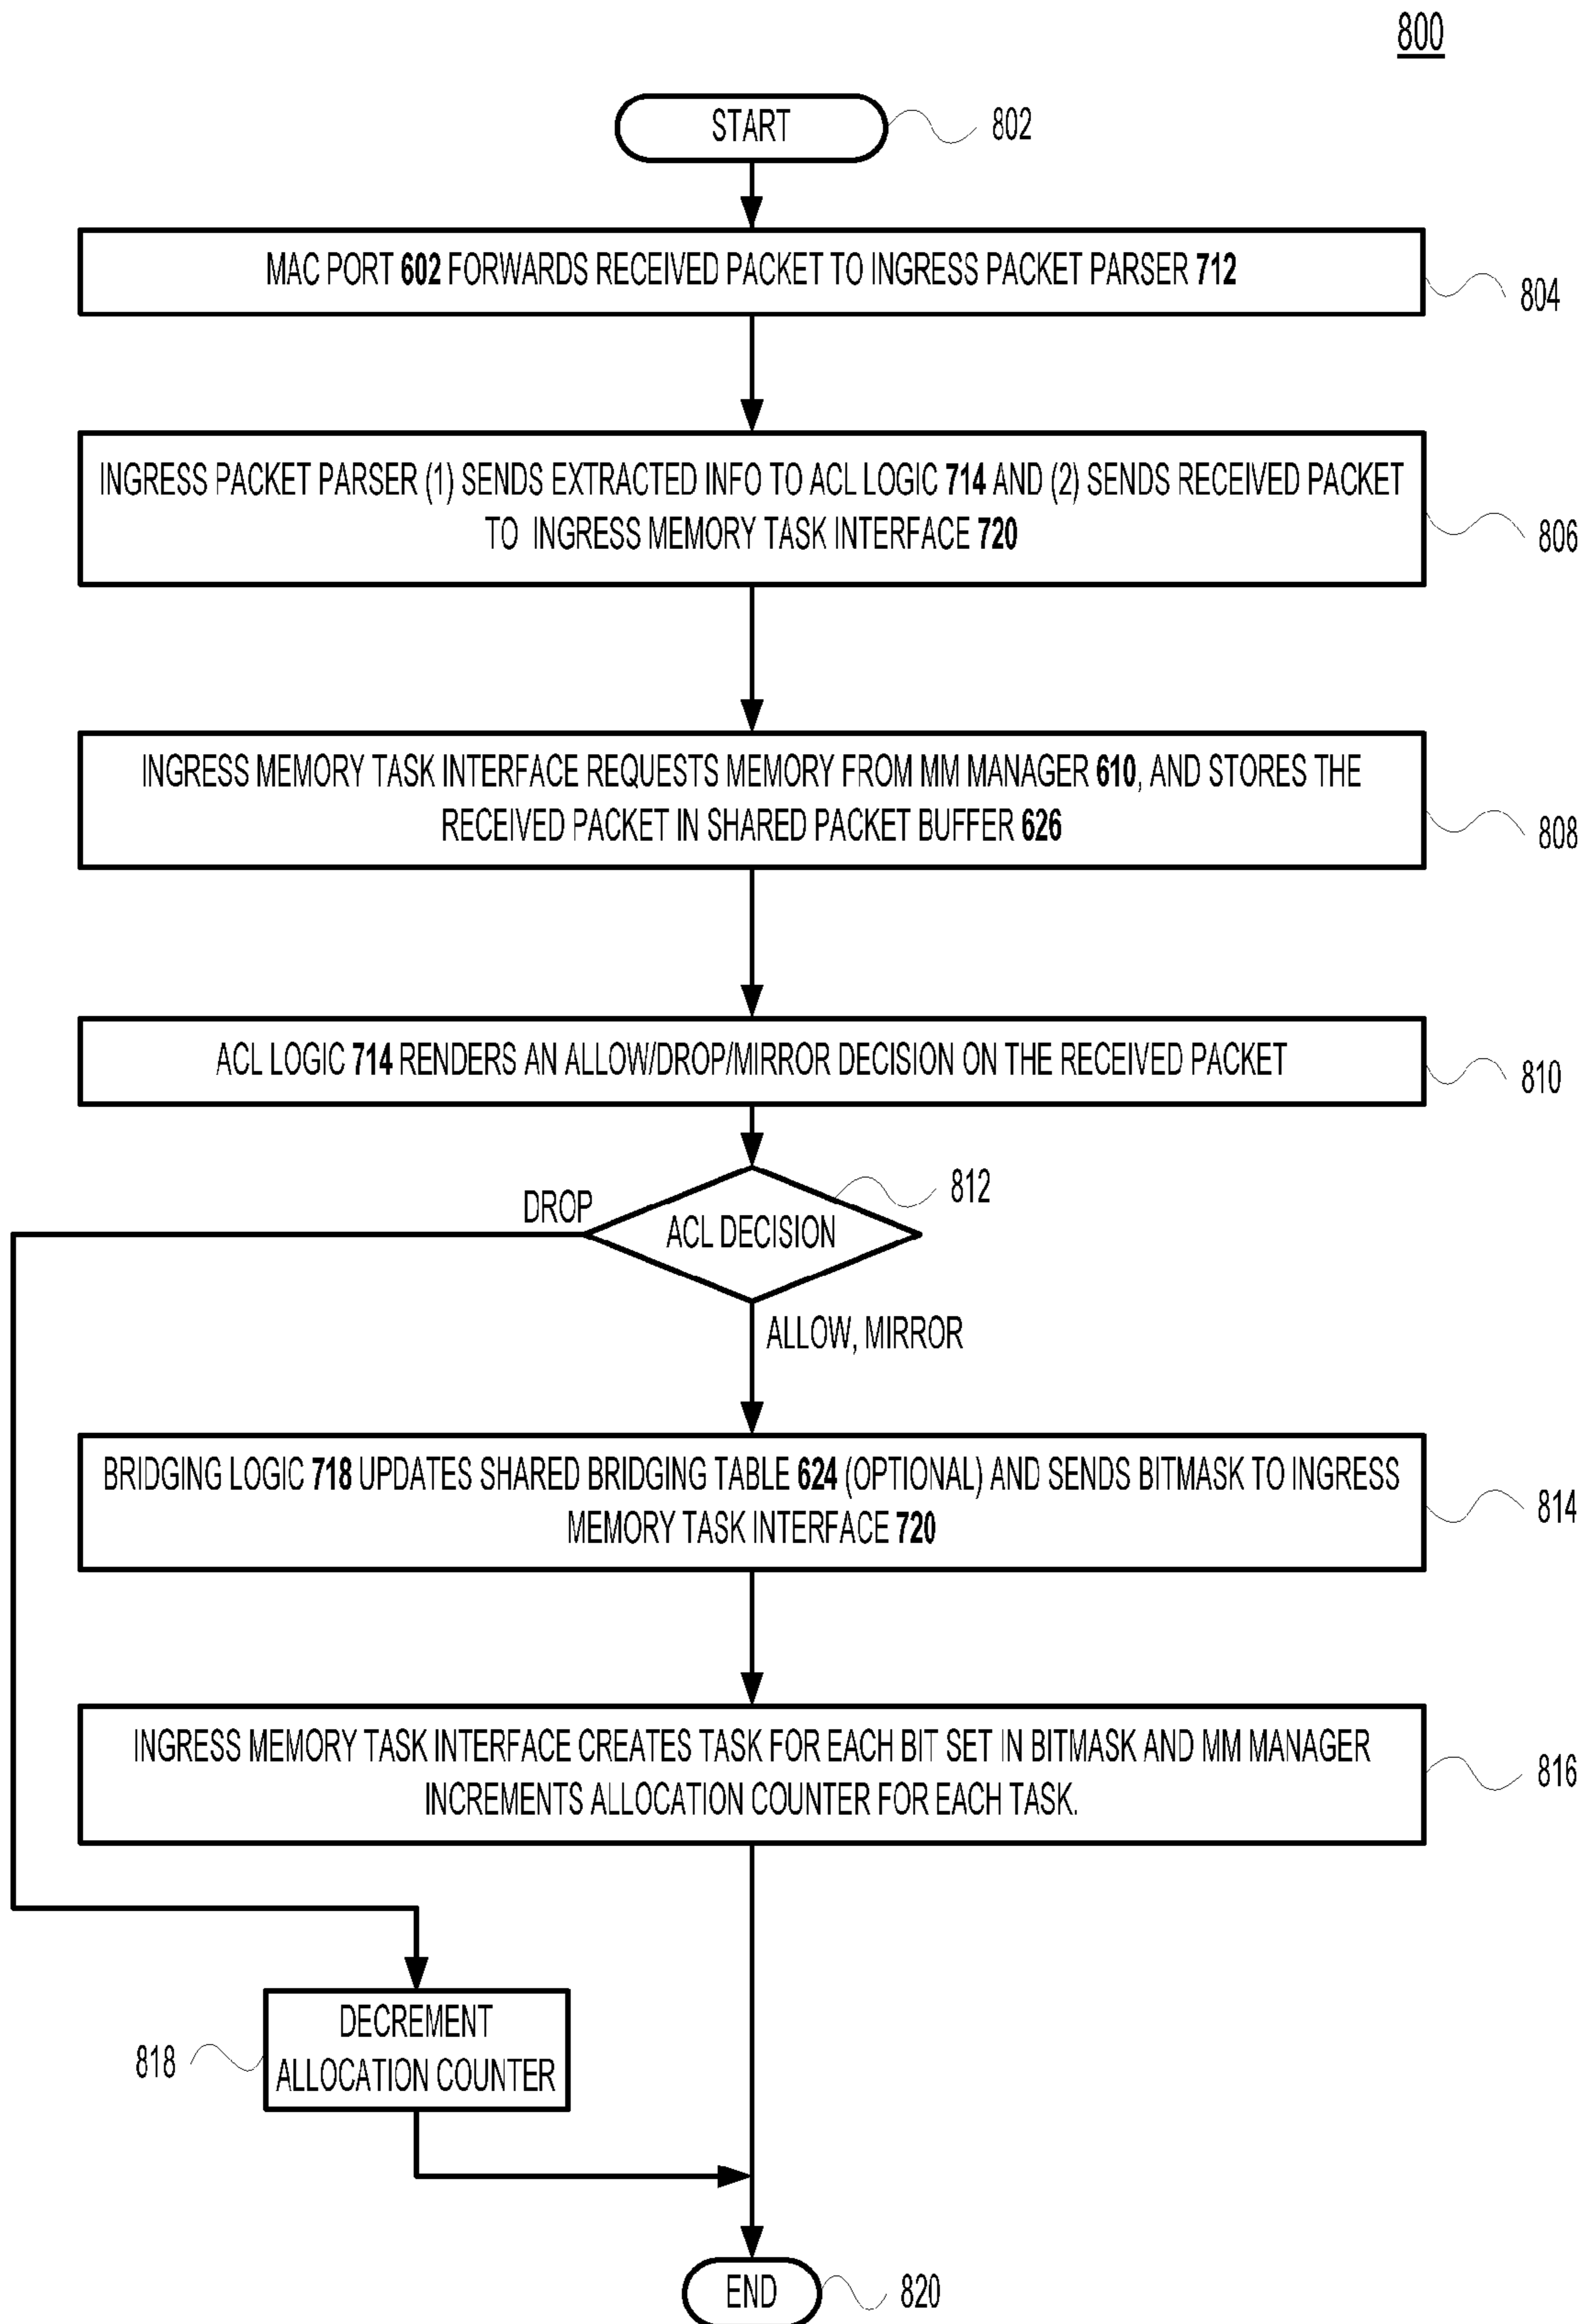 800
START
802
MAC PORT 602 FORWARDS RECEIVED PACKET TO INGRESS PACKET PARSER 712
804
INGRESS PACKET PARSER (1) SENDS EXTRACTED INFO TO ACL LOGIC 714 AND (2) SENDS RECEIVED PACKET
TO INGRESS MEMORY TASK INTERFACE 720
806
INGRESS MEMORY TASK INTERFACE REQUESTS MEMORY FROM MM MANAGER 610, AND STORES THE
RECEIVED PACKET IN SHARED PACKET BUFFER 626
808
ACL LOGIC 714 RENDERS AN ALLOW/DROP/MIRROR DECISION ON THE RECEIVED PACKET
810
812
DROP
ACL DECISION
ALLOW, MIRROR
BRIDGING LOGIC 718 UPDATES SHARED BRIDGING TABLE 624 (OPTIONAL) AND SENDS BITMASK TO INGRESS
MEMORY TASK INTERFACE 720
814
INGRESS MEMORY TASK INTERFACE CREATES TASK FOR EACH BIT SET IN BITMASK AND MM MANAGER
INCREMENTS ALLOCATION COUNTER FOR EACH TASK.
816
DECREMENT
ALLOCATION COUNTER
818
END
820